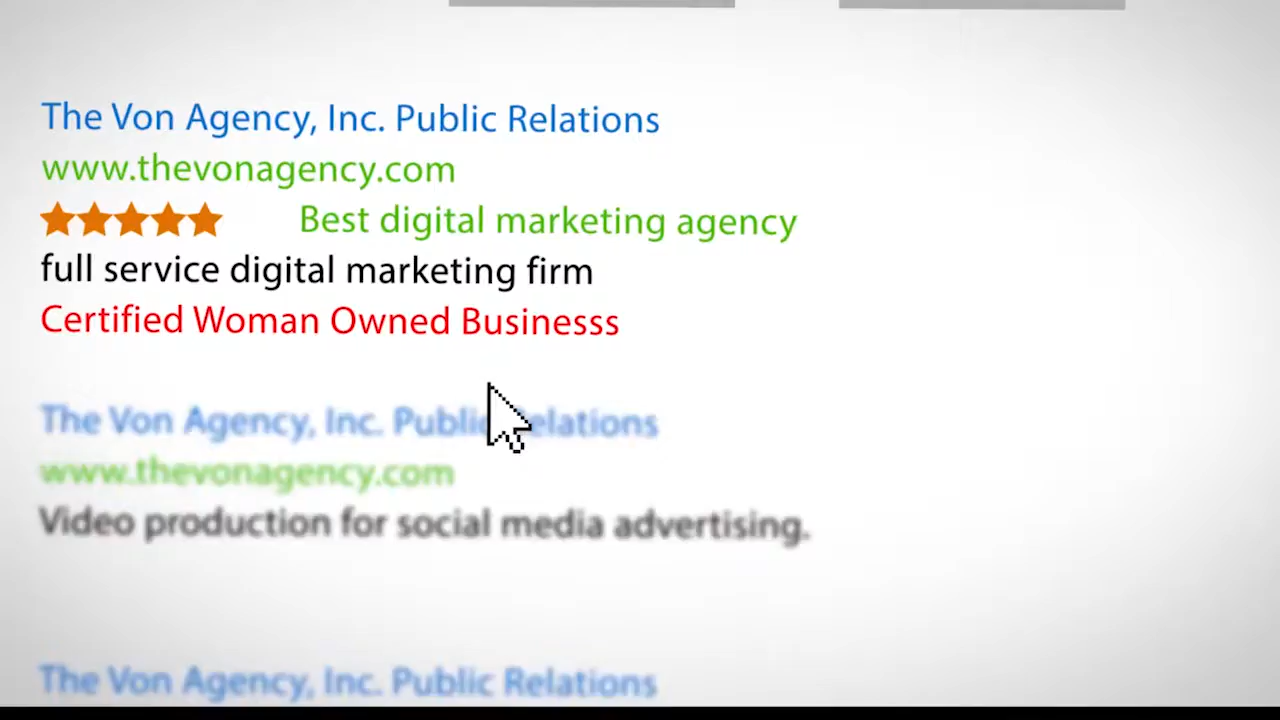 The Von Agency, Inc. Public Relations
www.thevonagency.com
Best digital marketing agency
full service digital marketing firm
Certified Woman Owned Businesss
The Von Agency, Inc. Public Relations
www.thevonagency.com
Video production for social media advertising.
The Von Agency, Inc. Public Relations